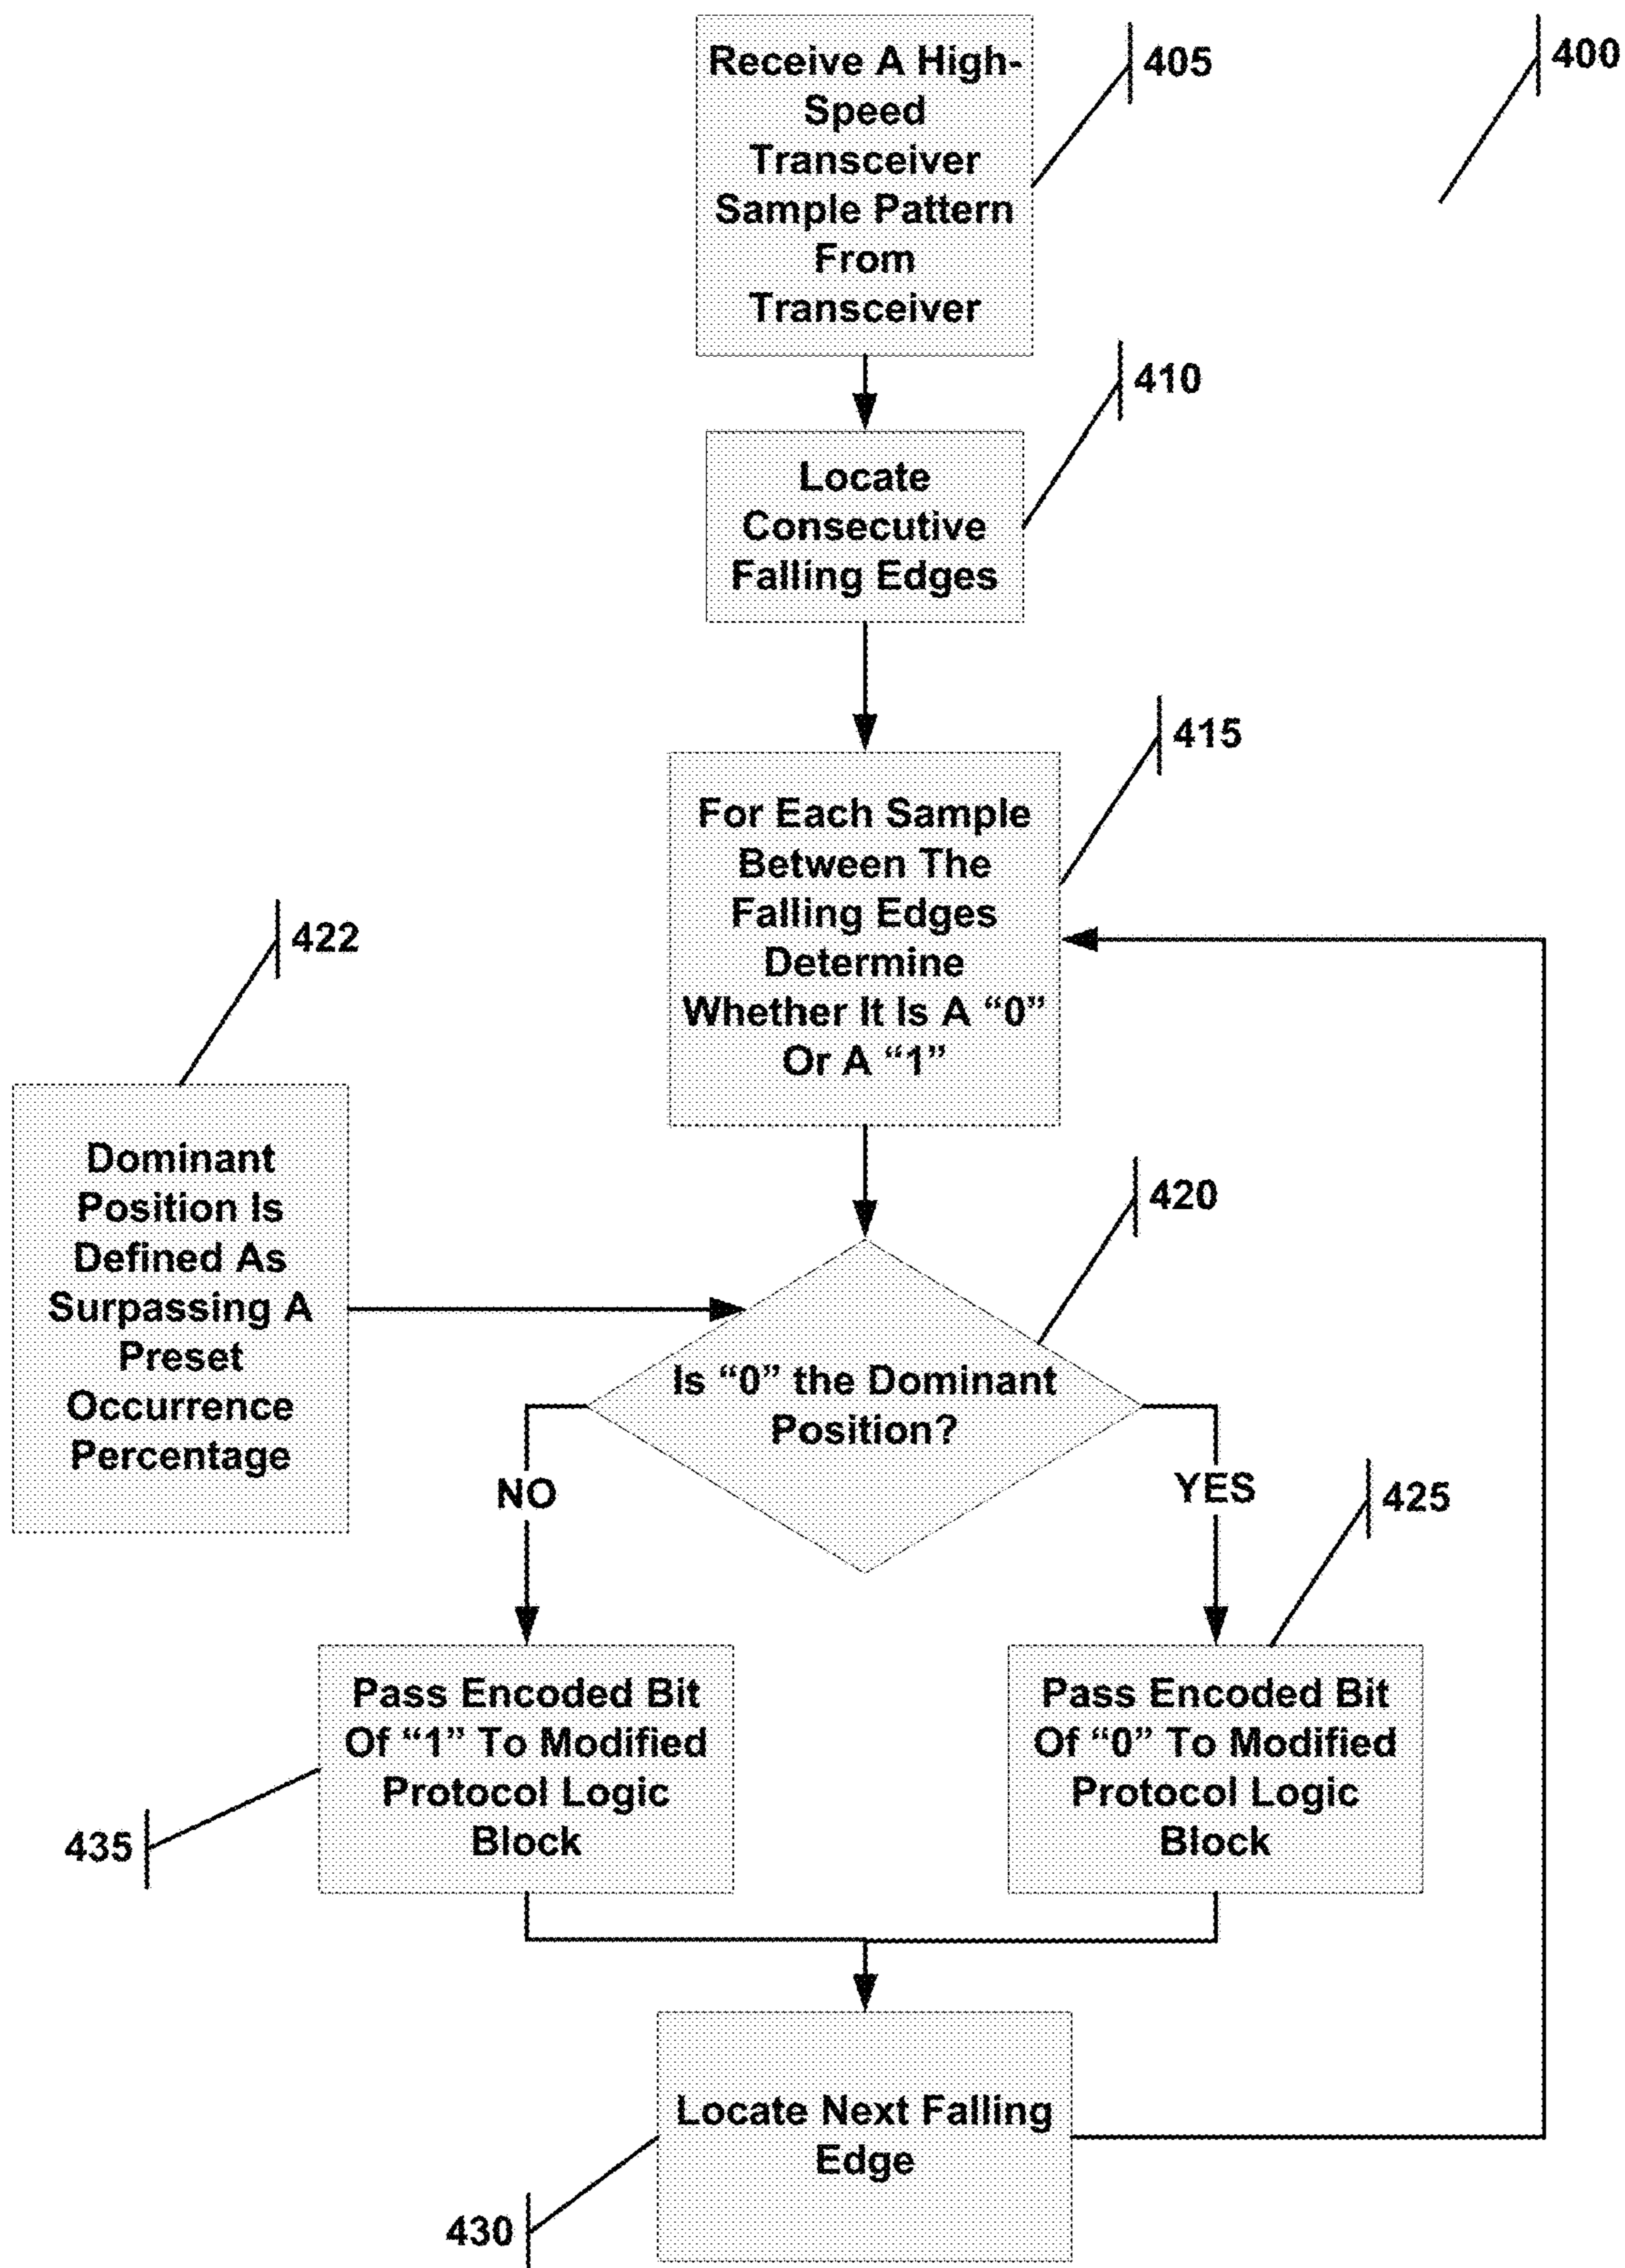 Receive A High-
Speed
Transceiver
Sample Pattern
From
Transceiver
405
400
410
Locate
Consecutive
Falling Edges
415
For Each Sample
Between The
Falling Edges
Determine
Whether It Is A “0”
Or A “1”
422
Dominant
Position Is
Defined As
Surpassing A
Preset
Occurrence
Percentage
420
Is “0” the Dominant
Position?
NO
YES
425
Pass Encoded Bit
Of “1” To Modified
Protocol Logic
Block
Pass Encoded Bit
Of “0” To Modified
Protocol Logic
Block
435
Locate Next Falling
Edge
430